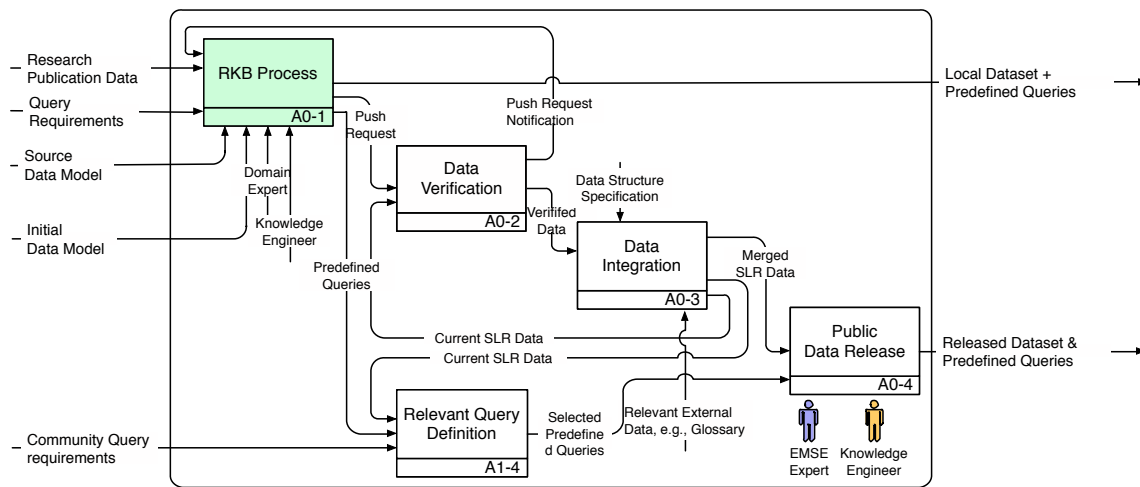 Research
Publication Data
RKB Process
A0-1
Local Dataset +
Predefined Queries
Query
Requirements
Push
Request
Push Request
Notification
Source
Data Model
Domain
Expert
Knowledge
Engineer
Initial
Data Model
Data
Verification
A0-2
Data Structure
Specification
Verififed
Data
Data
Integration
A0-3
Merged
SLR Data
Predefined
Queries
Current SLR Data
Current SLR Data
Public
Data Release
A0-4
Released Dataset &
Predefined Queries
Relevant Query
Definition
A1-4
Selected
Predefine
d Queries
Relevant External
Data, e.g., Glossary
Community Query
requirements
EMSE
Expert
Knowledge
Engineer